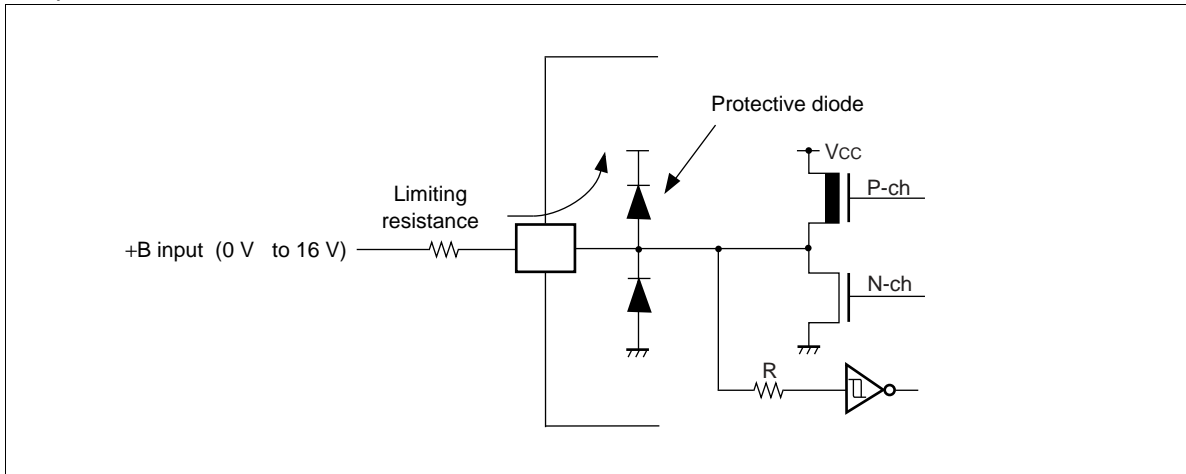 Protective diode
VCC
P-ch
Limiting
resistance
+B input (0 V to 16 V)
N-ch
R